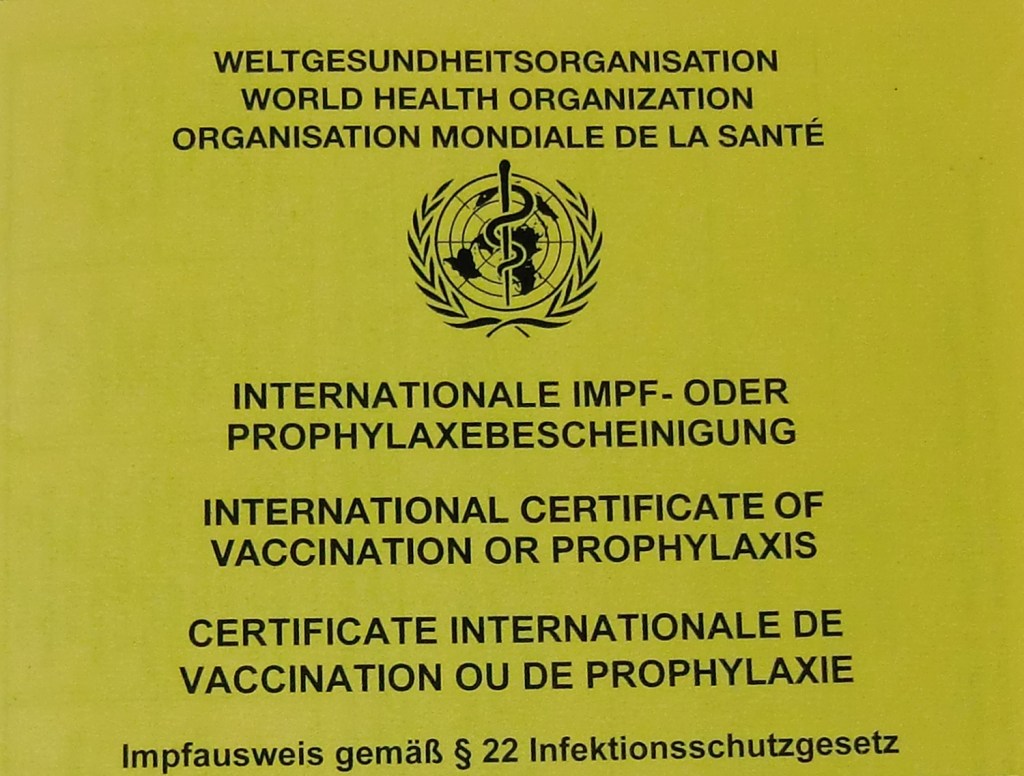 WELTGESUNDHEITSORGANISATION
WORLD HEALTH ORGANIZATION
ORGANISATION MONDIALE DE LA SANTÉ
INTERNATIONALE IMPF- ODER
PROPHYLAXEBESCHEINIGUNG
INTERNATIONAL CERTIFICATE OF
VACCINATION OR PROPHYLAXIS
CERTIFICATE INTERNATIONALE DE
VACCINATION OU DE PROPHYLAXIE
Impfausweis gemäß § 22 Infektionsschutzgesetz